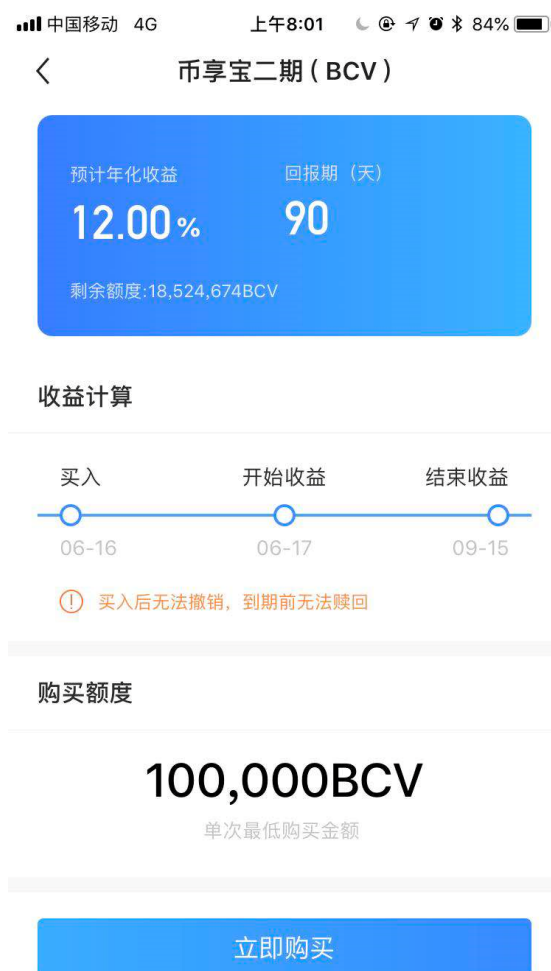 中国移动 4G 上午8:01 84%
币享宝二期(BCV)
预计年化收益 回报期（天）
12.00% 90
剩余额度:18,524,674BCV
收益计算
买入 开始收益 结束收益
06-16 06-17 09-15
买入后无法撤销，到期前无法赎回
购买额度
100,000BCV
单次最低购买金额
立即购买